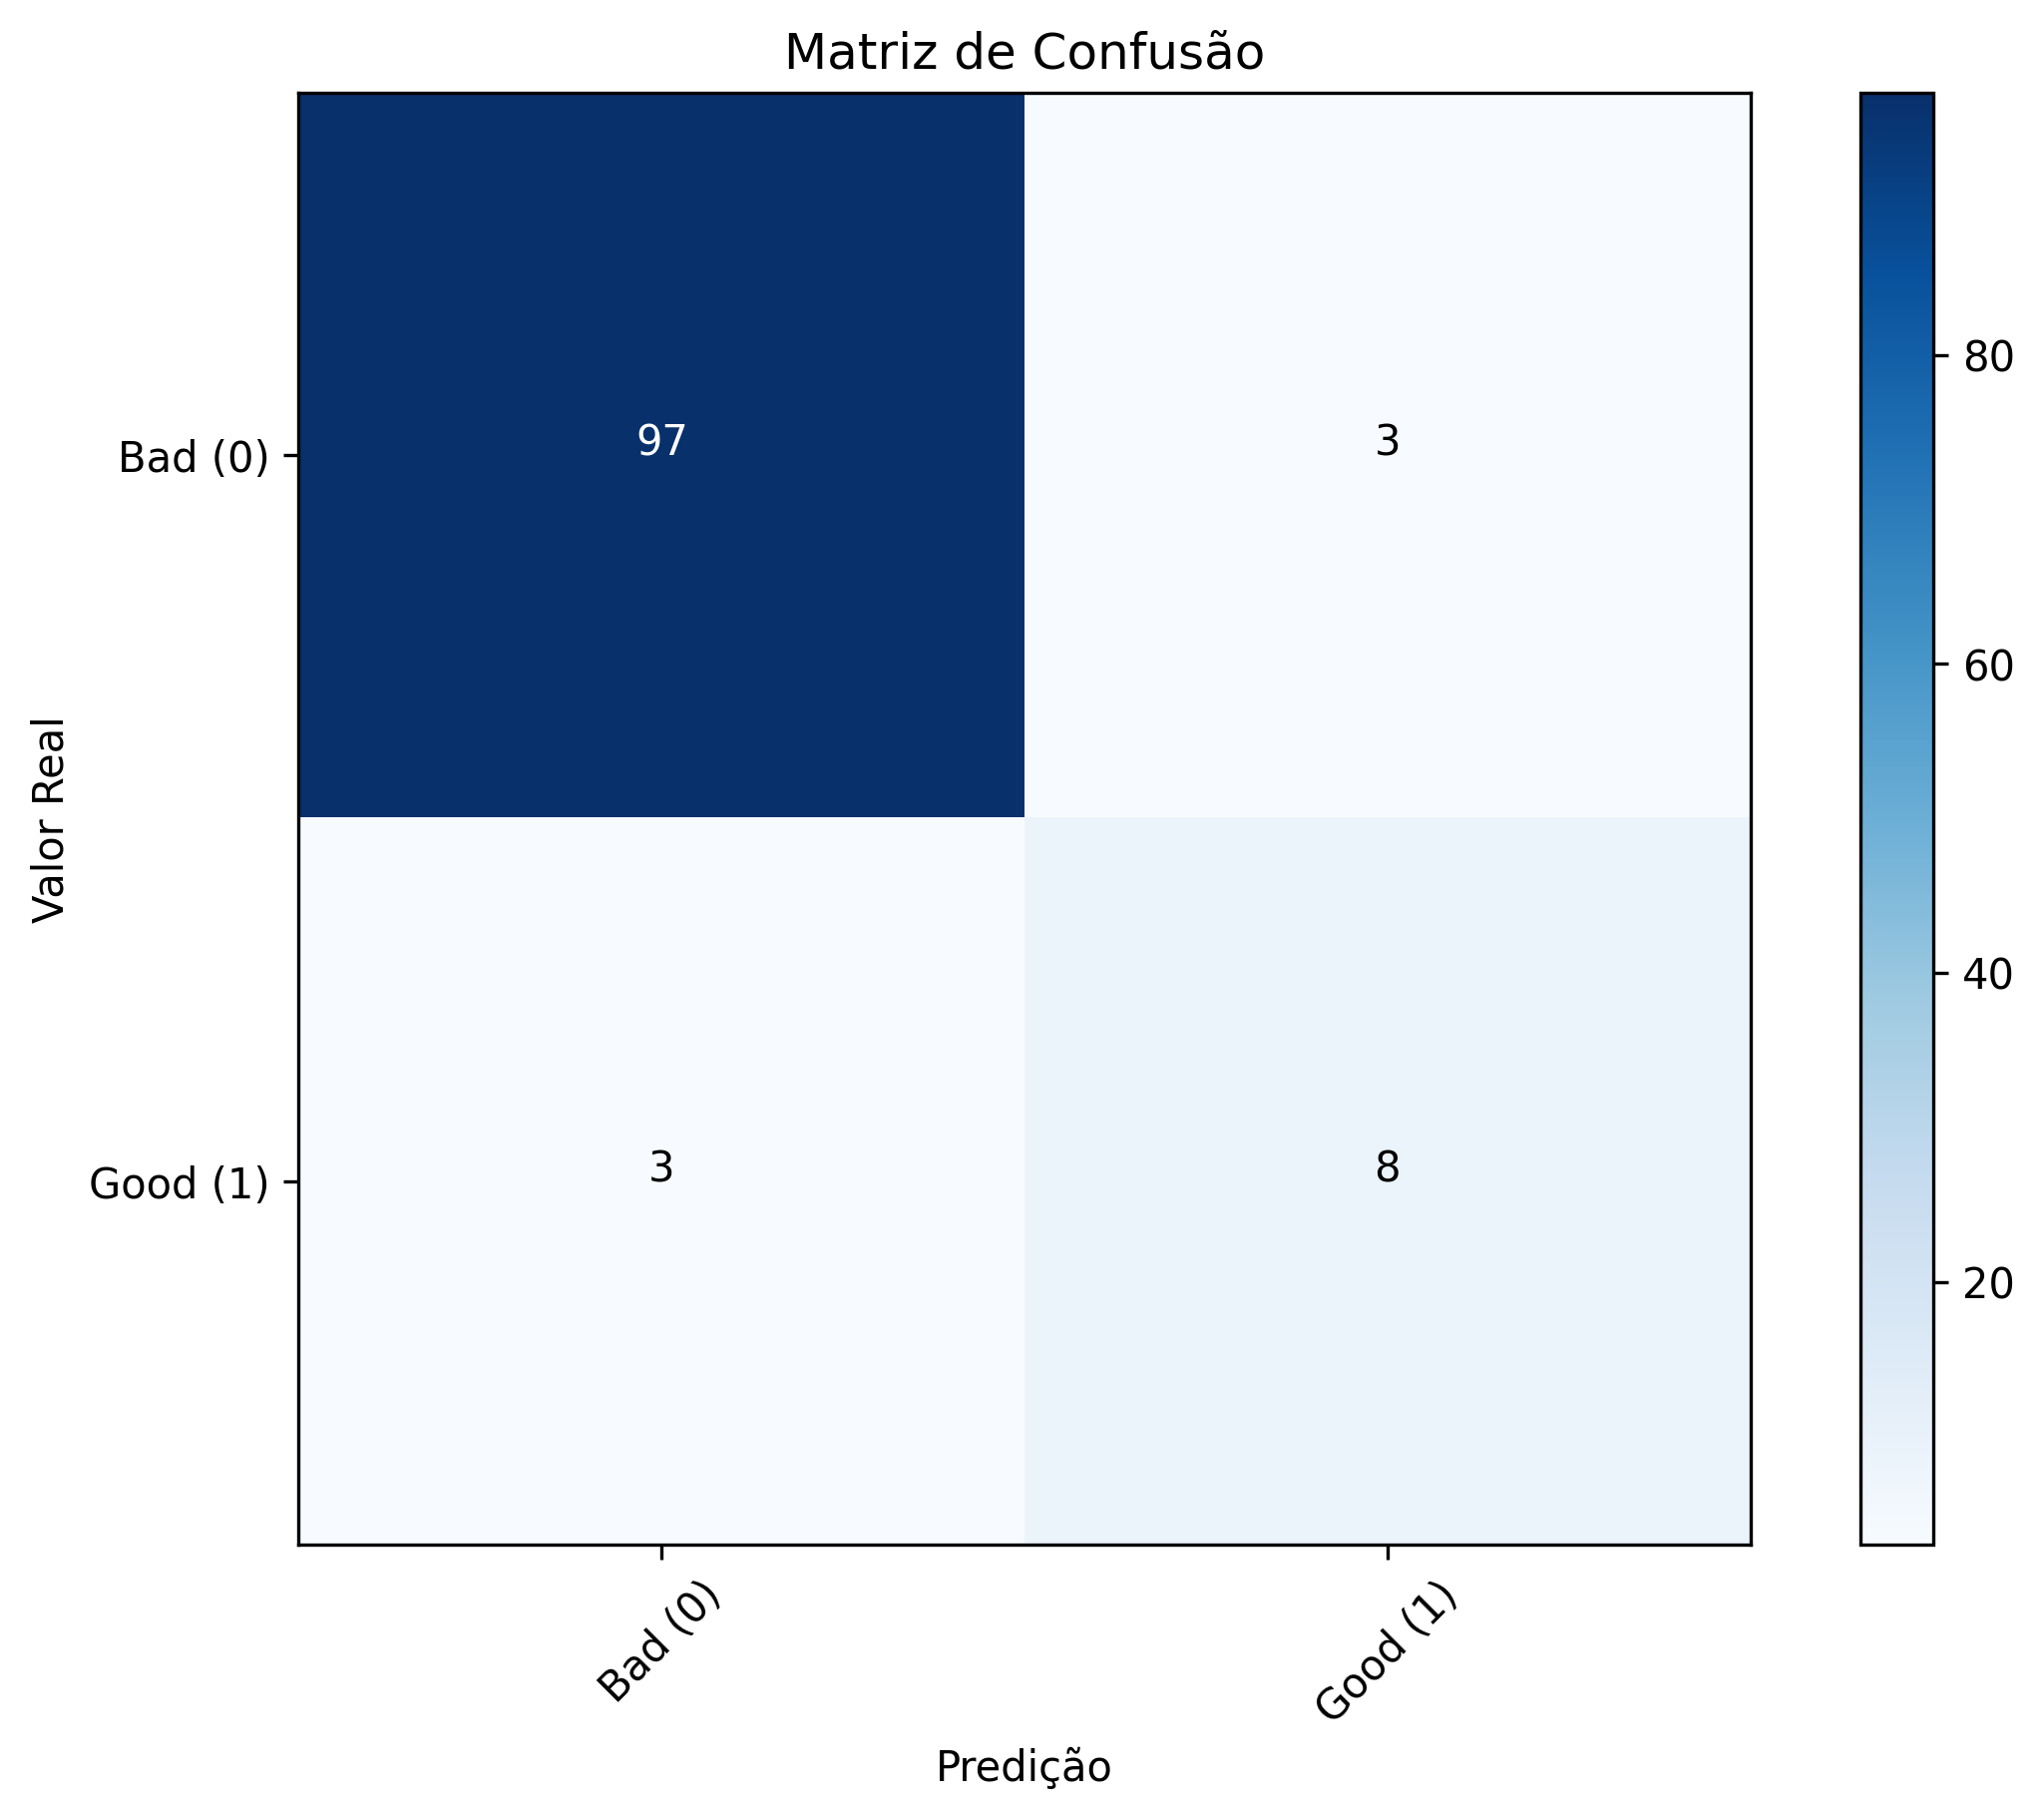 Matriz de Confusão
Valor Real
Bad (0)
97
3
Good (1)
3
8
Bad (0)
Good (1)
Predição
80
60
40
20